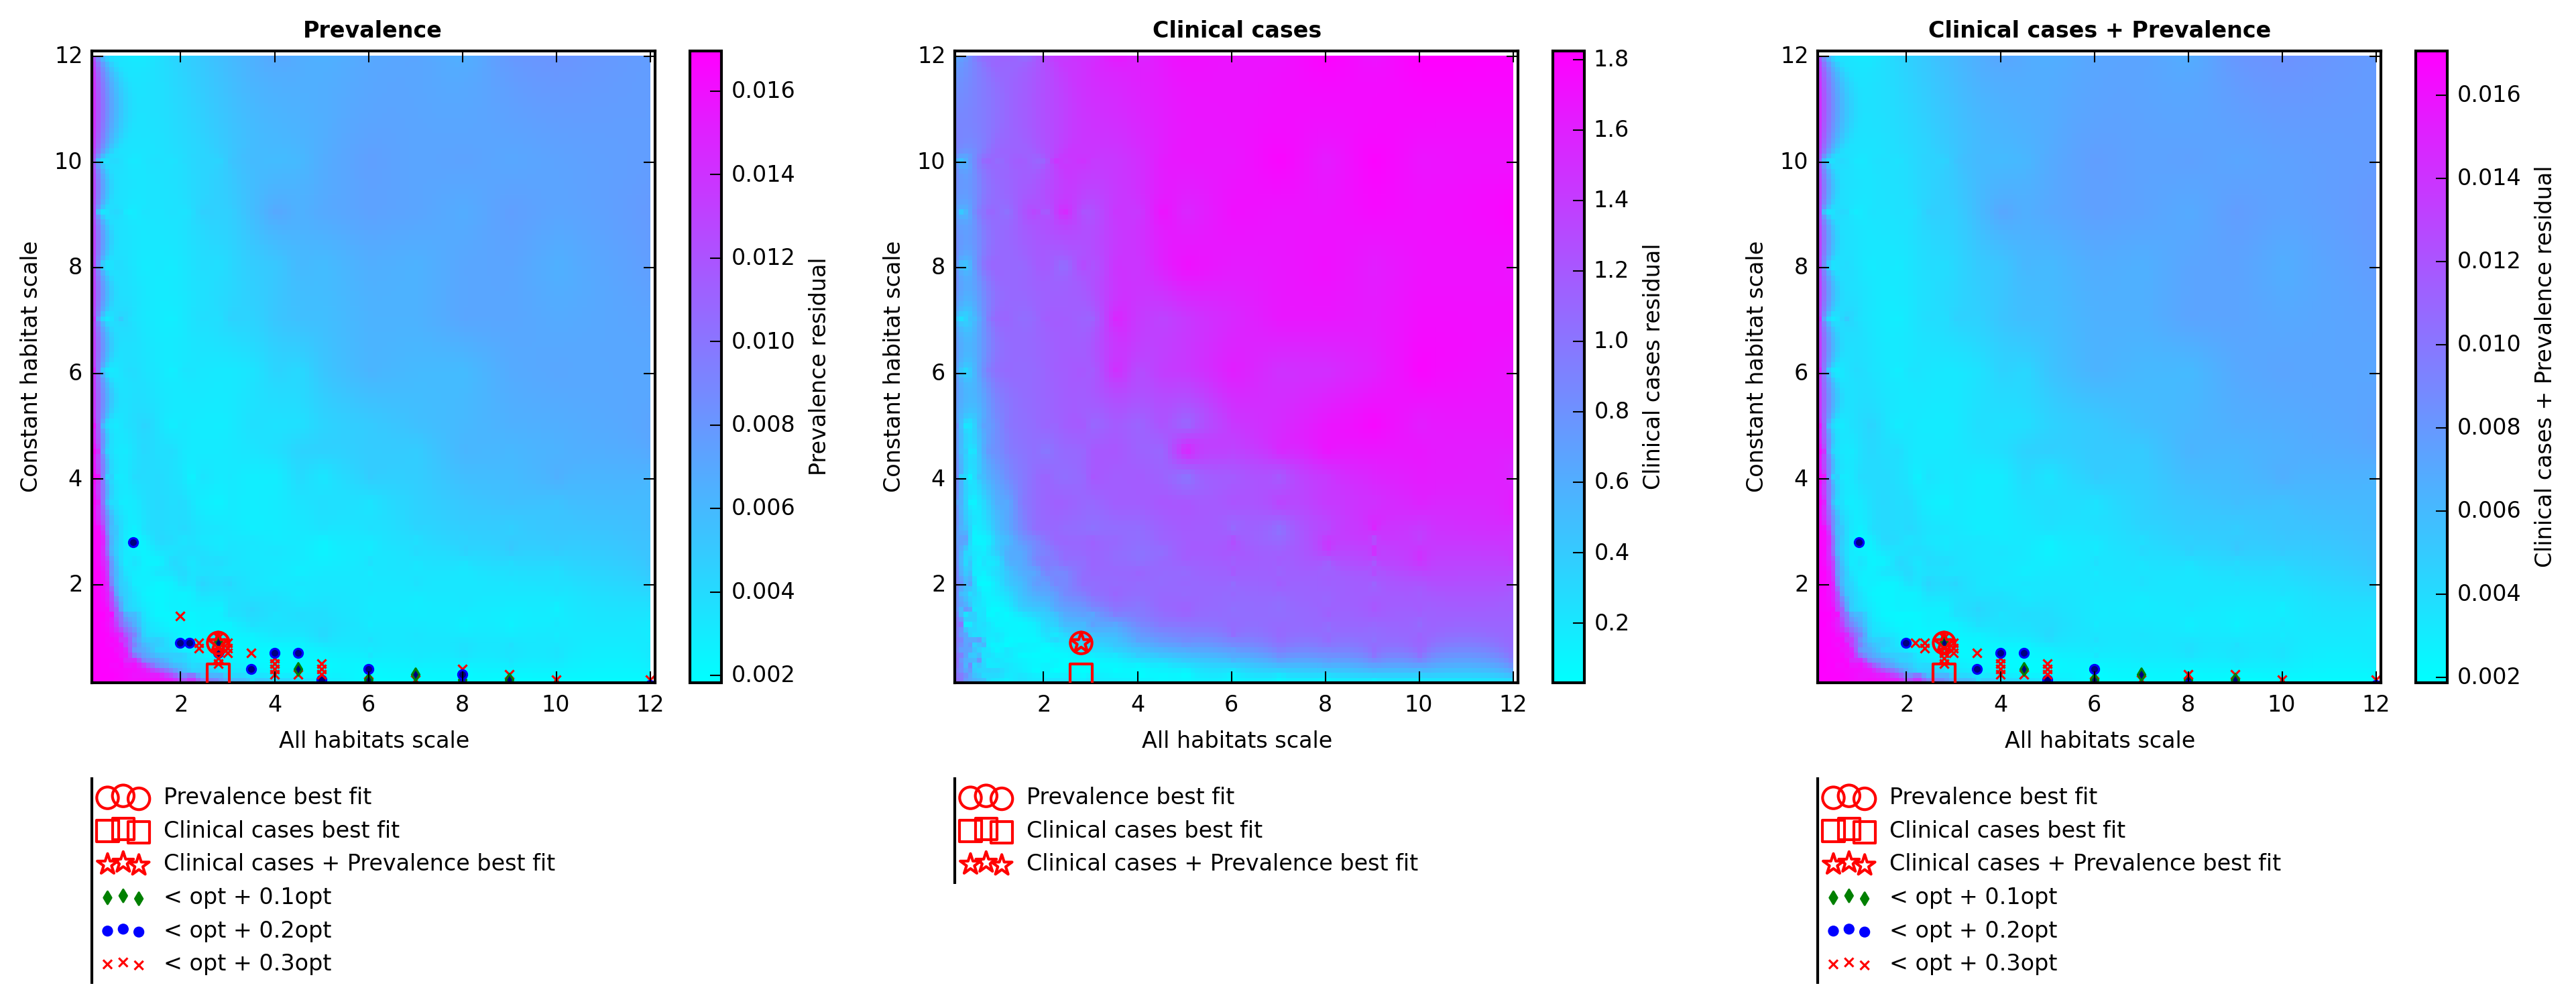 Prevalence
12
10
8
6
4
2
2 4 6 8 10 12
Constant habitat scale
All habitats scale
0.016
0.014
0.012
0.010
0.008
0.006
0.004
0.002
Prevalence residual
Prevalence best fit
Clinical cases best fit
Clinical cases + Prevalence best fit
< opt + 0.1opt
< opt + 0.2opt
< opt + 0.3opt
Clinical cases
12
10
8
6
4
2
2 4 6 8 10 12
Constant habitat scale
All habitats scale
1.8
1.6
1.4
1.2
1.0
0.8
0.6
0.4
0.2
Clinical cases residual
Prevalence best fit
Clinical cases best fit
Clinical cases + Prevalence best fit
Clinical cases + Prevalence
12
10
8
6
4
2
2 4 6 8 10 12
Constant habitat scale
All habitats scale
0.016
0.014
0.012
0.010
0.008
0.006
0.004
0.002
Clinical cases + Prevalence residual
Prevalence best fit
Clinical cases best fit
Clinical cases + Prevalence best fit
< opt + 0.1opt
< opt + 0.2opt
< opt + 0.3opt